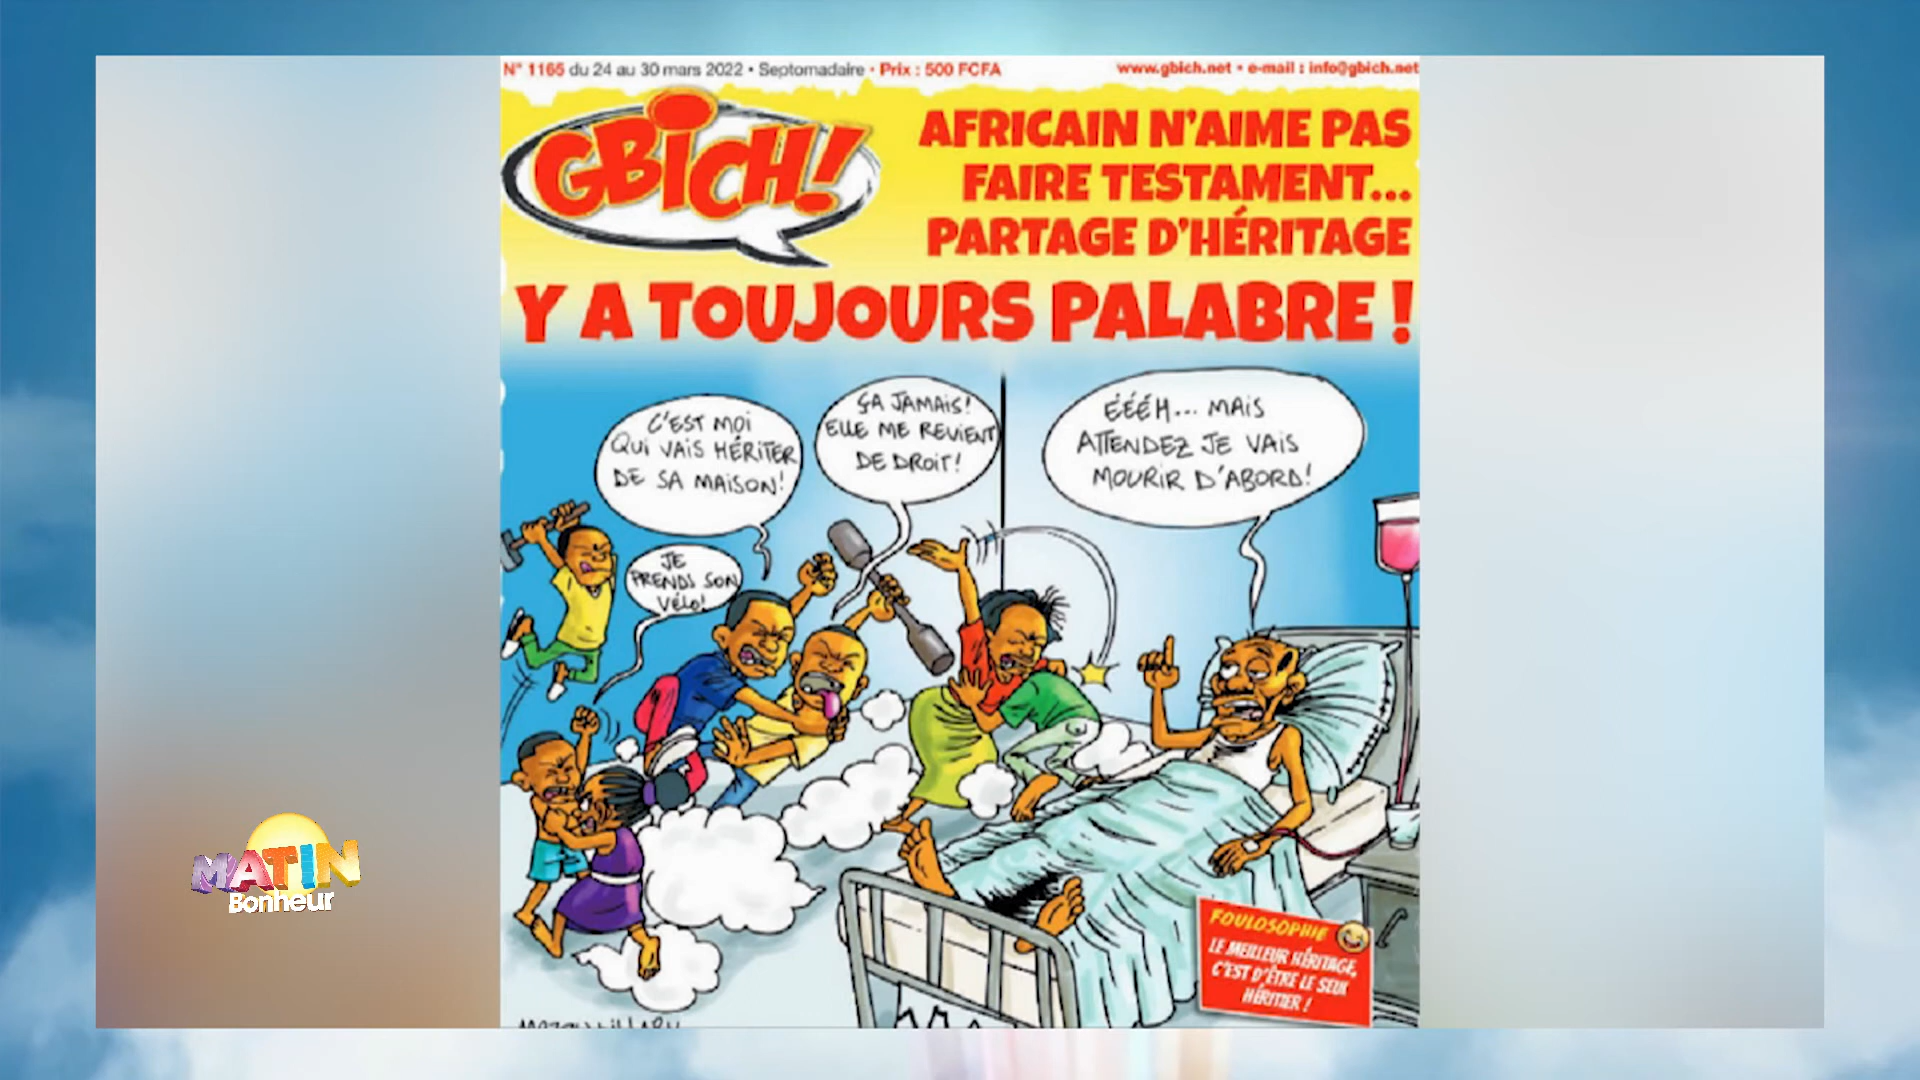 N° 1165 du 24 au 30 mars 2022 • Septomadaire • Prix : 500 FCFA
www.gbich.net • e-mail : info@gbich.net
GBICH!
AFRICAIN N'AIME PAS
FAIRE TESTAMENT...
PARTAGE D'HÉRITAGE
Y A TOUJOURS PALABRE !
C'EST MOI
QUI VAIS HÉRITER
DE SA MAISON!
ÇA JAMAIS!
ELLE ME REVIENT
DE DROIT!
ÉÉÉH... MAIS
ATTENDEZ JE VAIS
MOURIR D'ABORD!
JE
PRENDS SON
VÉLO!
MATIN
Bonheur
FOULOSOPHIE
LE MEILLEUR HÉRITAGE,
C'EST D'ÊTRE LE SEUL
HÉRITIER !